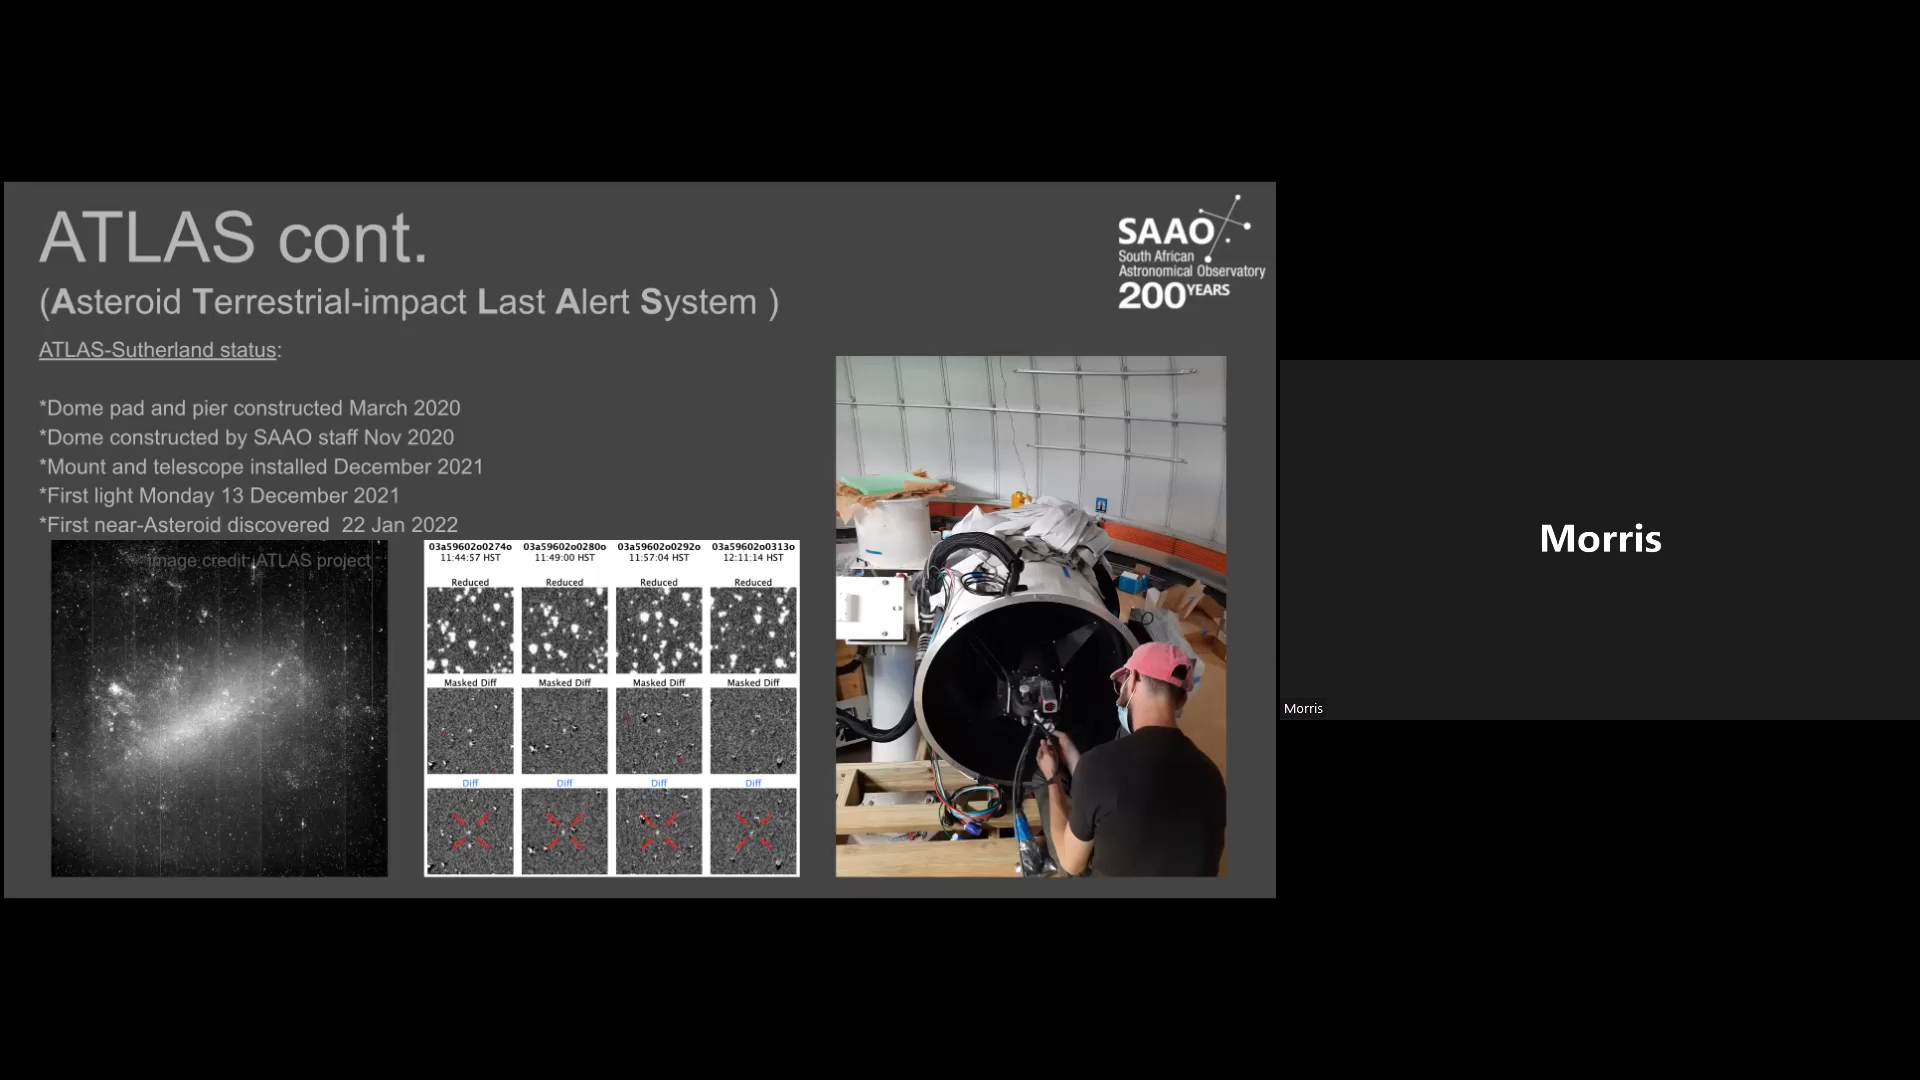 ATLAS cont.
(Asteroid Terrestrial-impact Last Alert System )
SAAO
South African
Astronomical Observatory
200 YEARS
ATLAS-Sutherland status:
*Dome pad and pier constructed March 2020
*Dome constructed by SAAO staff Nov 2020
*Mount and telescope installed December 2021
*First light Monday 13 December 2021
*First near-Asteroid discovered  22 Jan 2022
Image credit: ATLAS project
03a59602o0274o 03a59602o0280o 03a59602o0292o 03a59602o0313o
11:44:57 HST 11:49:00 HST 11:57:04 HST 12:11:14 HST
Reduced Reduced Reduced Reduced
Masked Diff Masked Diff Masked Diff Masked Diff
Diff Diff Diff Diff
Morris
Morris